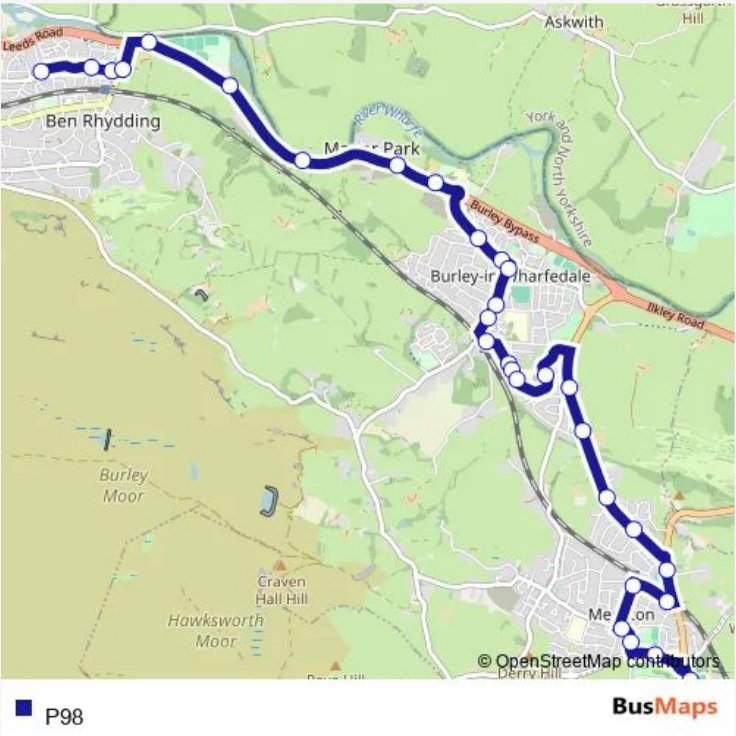 Askwith
Hill
Leeds Road
River Wharfe
Ben Rhydding
York and
North Yorkshire
Burley Bypass
Ilkley Road
Burley
Moor
Craven
Hall Hill
Hawksworth
Moor
Derry Hill
© OpenStreetMap contributors
P98
BusMaps